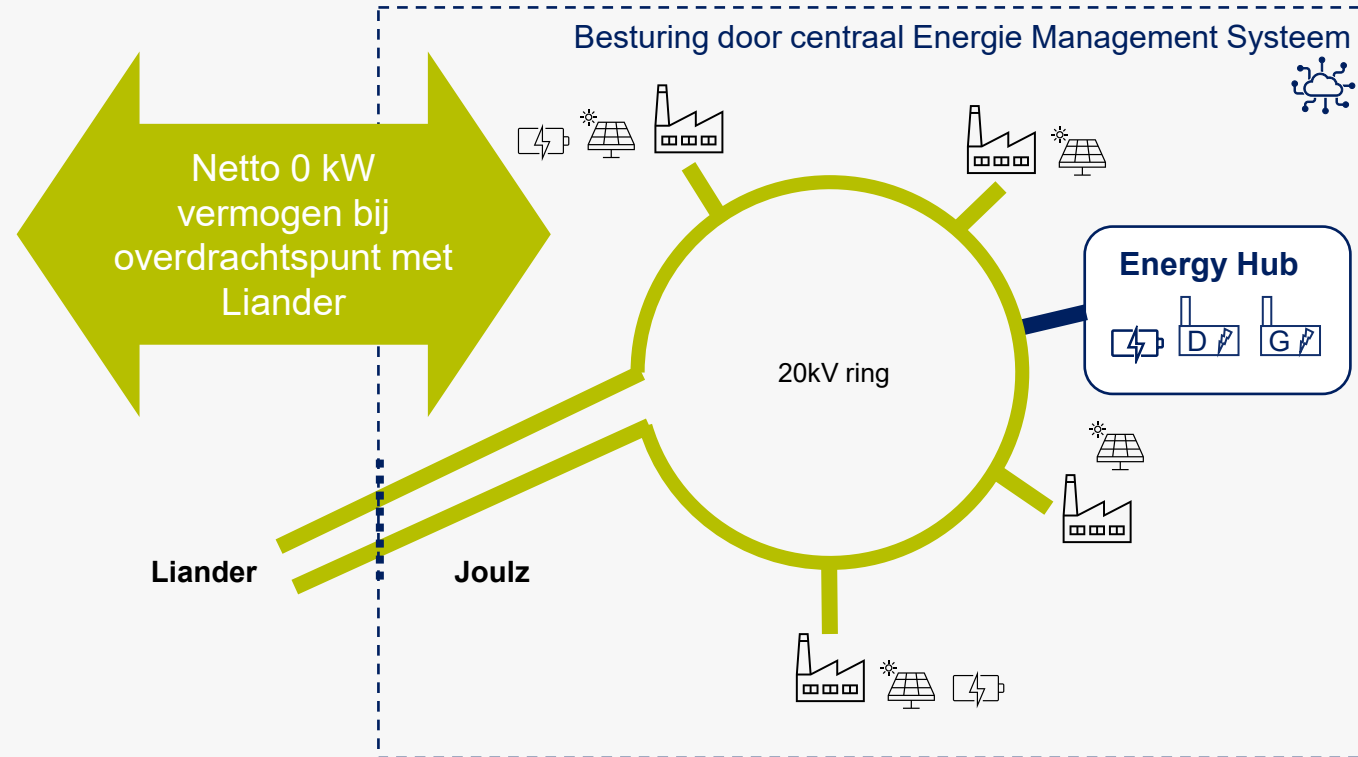 Besturing door centraal Energie Management Systeem
Netto 0 kW
vermogen bij
overdrachtspunt met
Liander
Energy Hub
D
G
20kV ring
Liander
Joulz